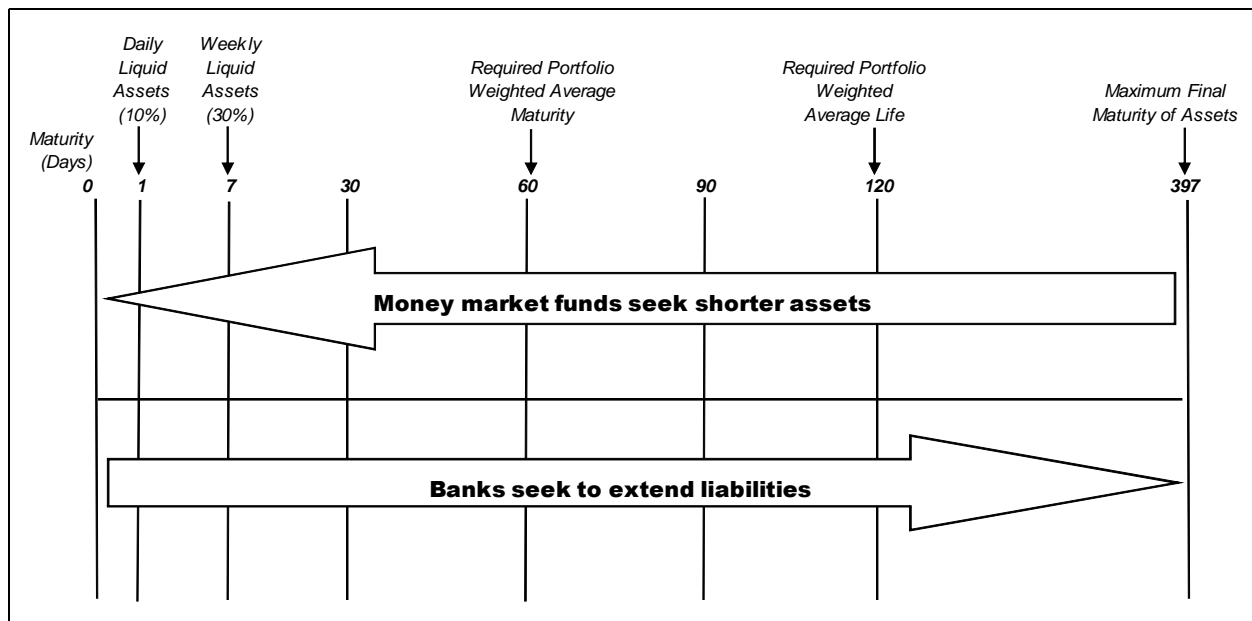 Daily
Liquid
Assets
(10%)
Weekly
Liquid
Assets
(30%)
Required Portfolio
Weighted Average
Maturity
Required Portfolio
Weighted
Average Life
Maximum Final
Maturity of Assets
Maturity
(Days)
0 1 7 30 60 90 120 397
Money market funds seek shorter assets
Banks seek to extend liabilities